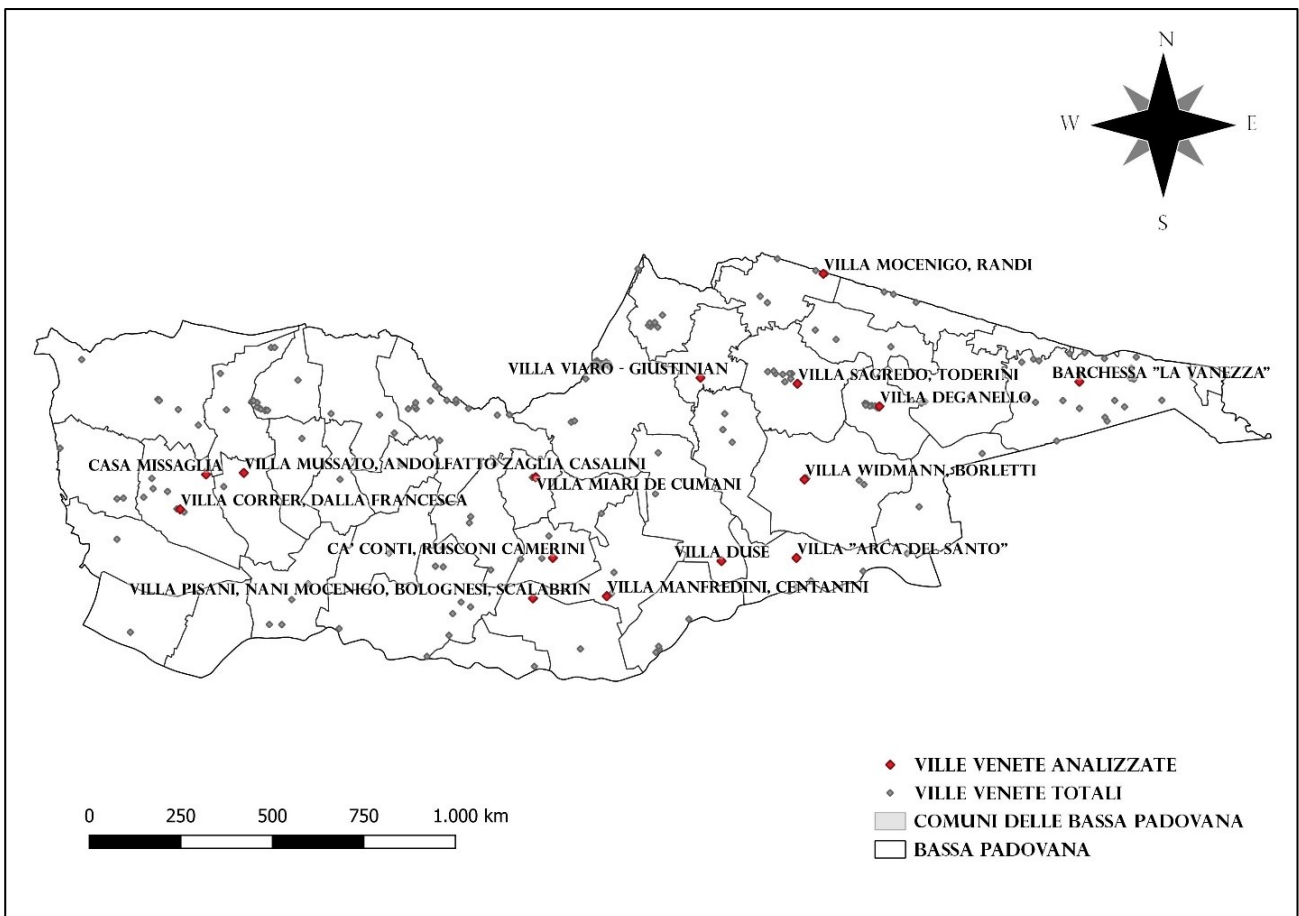 N
W
E
S
VILLA MOCENIGO, RANDI
VILLA VIARO - GIUSTINIAN
VILLA SAGREDO, TODERINI
BARCHESSA "LA VANEZZA"
VILLA DEGANELLO
CASA MISSAGLIA
VILLA MUSSATO, ANDOLFATTO ZAGLIA CASALINI
VILLA WIDMANN, BORLETTI
VILLA MIARI DE CUMANI
VILLA CORRER, DALLA FRANCESCA
CA' CONTI, RUSCONI CAMERINI
VILLA DUSE
VILLA "ARCA DEL SANTO"
VILLA PISANI, NANI MOCENIGO, BOLOGNESI, SCALABRIN
VILLA MANFREDINI, CENTANINI
VILLE VENETE ANALIZZATE
VILLE VENETE TOTALI
COMUNI DELLE BASSA PADOVANA
BASSA PADOVANA
0 250 500 750 1.000 km